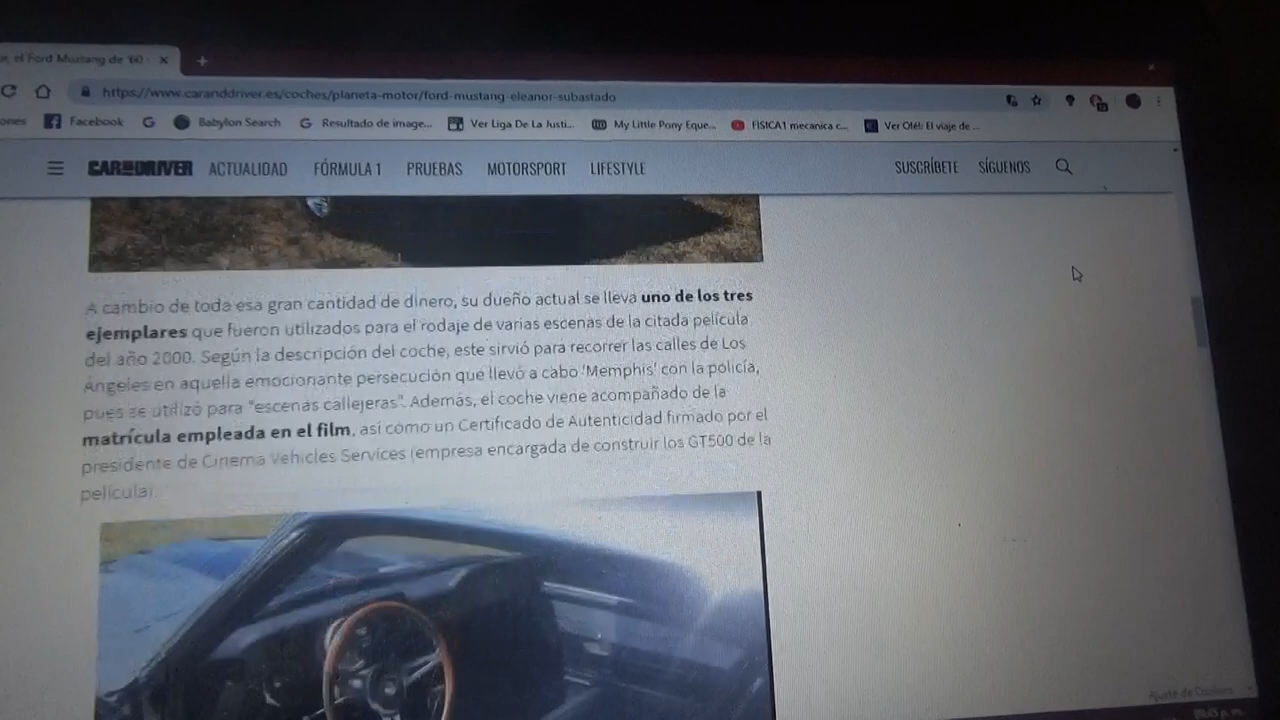 el Ford Mustang de '60
https://www.caranddriver.es/coches/planeta-motor/ford-mustang-eleanor-subastado
Facebook Babylon Search Resultado de image... Ver Liga De La Justi... My Little Pony Eque... FISICA1 mecanica c... Ver Olé!: El viaje de ...
CAR AND DRIVER ACTUALIDAD FÓRMULA 1 PRUEBAS MOTORSPORT LIFESTYLE SUSCRÍBETE SÍGUENOS
A cambio de toda esa gran cantidad de dinero, su dueño actual se lleva uno de los tres
ejemplares que fueron utilizados para el rodaje de varias escenas de la citada película
del año 2000. Según la descripción del coche, este sirvió para recorrer las calles de Los
Ángeles en aquella emocionante persecución que llevó a cabo 'Memphis' con la policía,
pues se utilizó para "escenas callejeras". Además, el coche viene acompañado de la
matrícula empleada en el film, así como un Certificado de Autenticidad firmado por el
presidente de Cinema Vehicles Services (empresa encargada de construir los GT500 de la
película).
Ajuste de Cookies